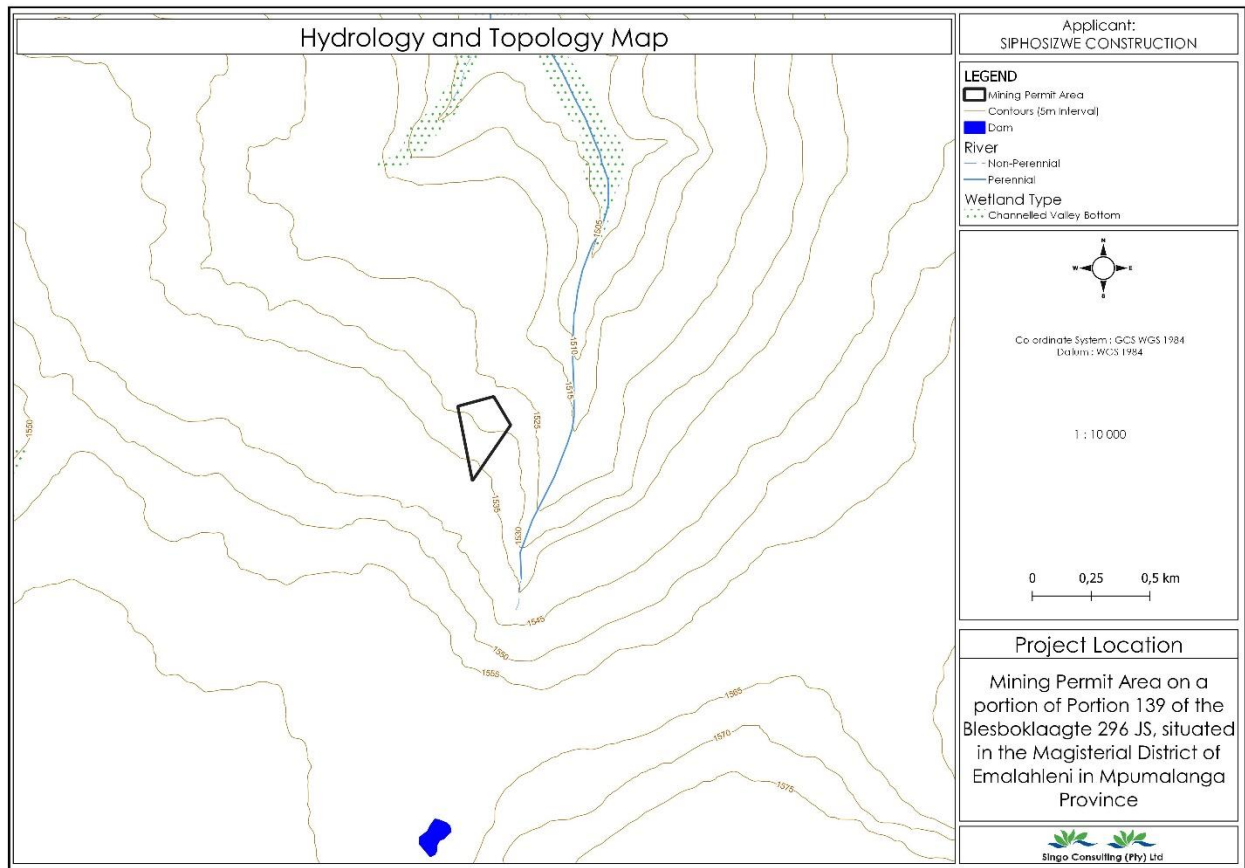 Hydrology and Topology Map
Applicant:
SIPHOSIZWE CONSTRUCTION
LEGEND
Mining Permit Area
Contours (5m Interval)
Dam
River
Non-Perennial
Perennial
Wetland Type
Channelled Valley Bottom
N
W
E
S
Co ordinate System : GCS WGS 1984
Datum : WGS 1984
1 : 10 000
0
0,25
0,5 km
Project Location
Mining Permit Area on a
portion of Portion 139 of the
Blesboklaagte 296 JS, situated
in the Magisterial District of
Emalahleni in Mpumalanga
Province
Singo Consulting (Pty) Ltd
1505
1510
1515
1525
1550
1535
1530
1545
1550
1555
1565
1570
1575